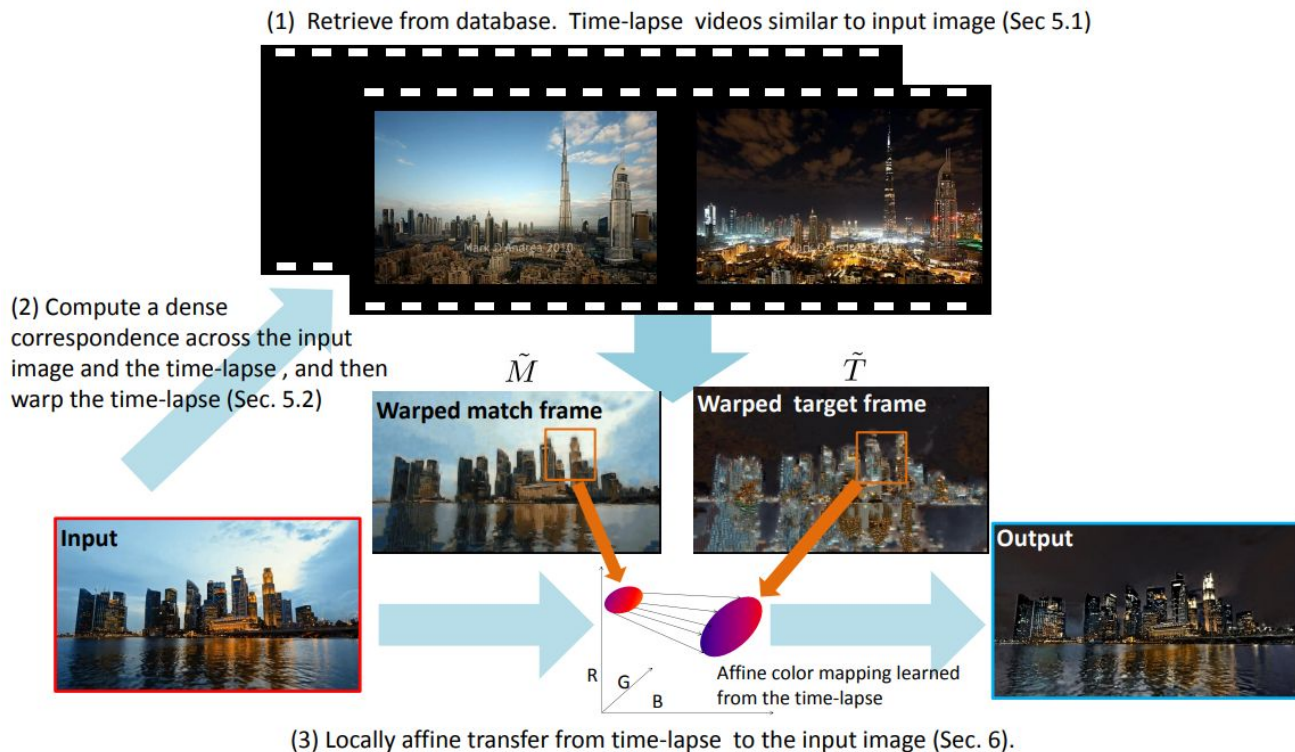 (1) Retrieve from database. Time-lapse videos similar to input image (Sec 5.1)
Mark D'Andrea 2010
(2) Compute a dense
correspondence across the input
image and the time-lapse , and then
warp the time-lapse (Sec. 5.2)
M̃
T̃
Warped match frame
Warped target frame
Input
Output
R
G
B
Affine color mapping learned
from the time-lapse
(3) Locally affine transfer from time-lapse to the input image (Sec. 6).